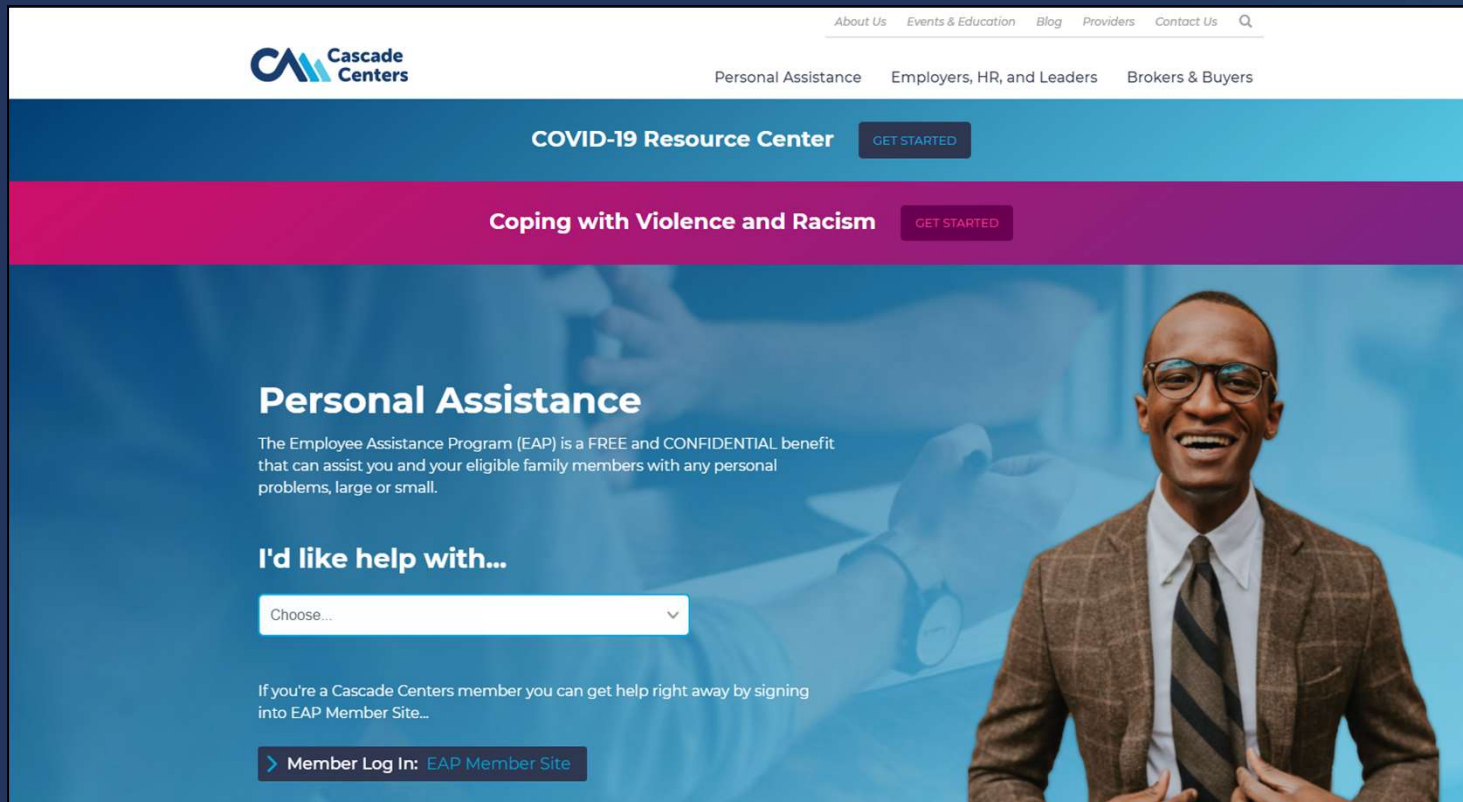 About Us Events & Education Blog Providers Contact Us
Cascade
Centers
Personal Assistance Employers, HR, and Leaders Brokers & Buyers
COVID-19 Resource Center GET STARTED
Coping with Violence and Racism GET STARTED
Personal Assistance
The Employee Assistance Program (EAP) is a FREE and CONFIDENTIAL benefit
that can assist you and your eligible family members with any personal
problems, large or small.
I'd like help with...
Choose...
If you're a Cascade Centers member you can get help right away by signing
into EAP Member Site...
Member Log In: EAP Member Site